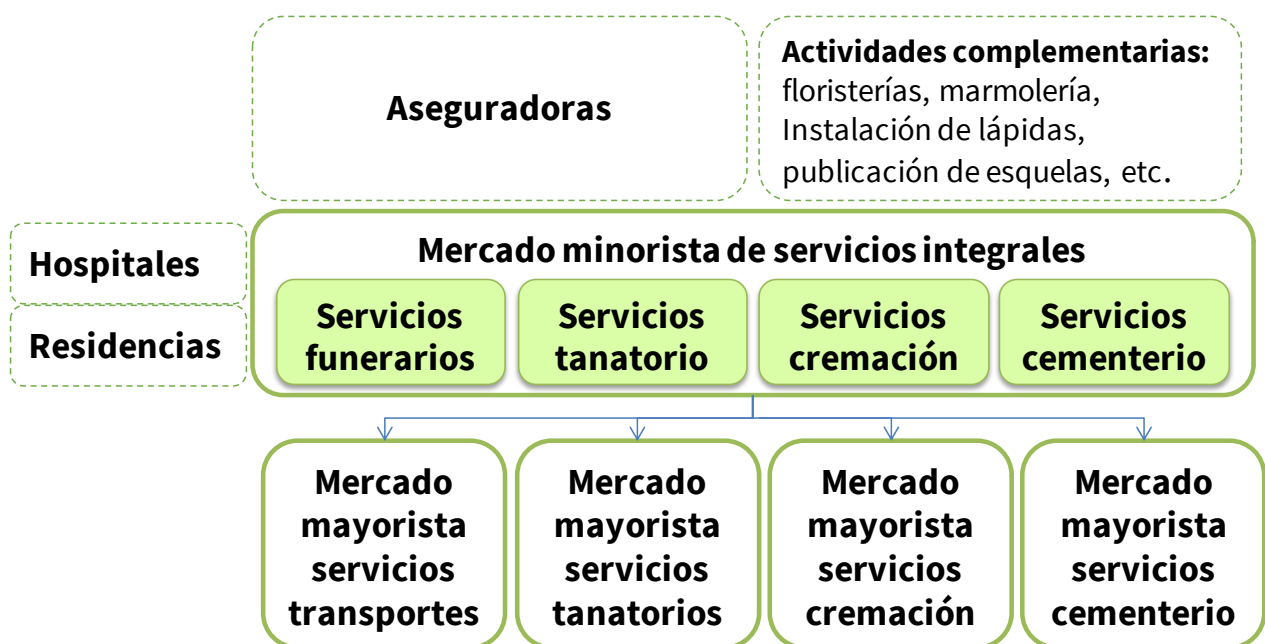 Aseguradoras
Actividades complementarias:
floristerías, marmolería,
Instalación de lápidas,
publicación de esquelas, etc.
Hospitales
Residencias
Mercado minorista de servicios integrales
Servicios
funerarios
Servicios
tanatorio
Servicios
cremación
Servicios
cementerio
Mercado
mayorista
servicios
transportes
Mercado
mayorista
servicios
tanatorios
Mercado
mayorista
servicios
cremación
Mercado
mayorista
servicios
cementerio